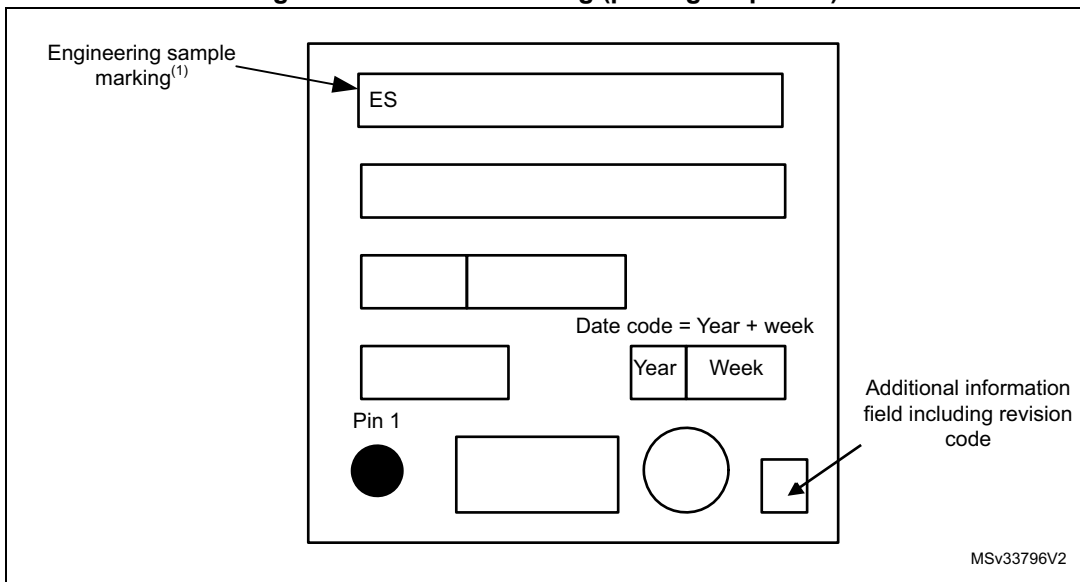 Engineering sample
marking(1)
ES
Date code = Year + week
Year Week
Additional information
field including revision
code
Pin 1
MSv33796V2